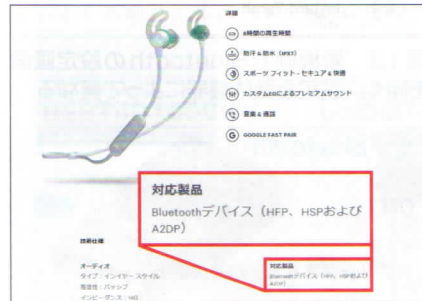 詳細
8時間の再生時間
防汗 & 防水（IPX7）
スポーツ フィット - セキュア & 快適
カスタムEQによるプレミアムサウンド
音楽 & 通話
GOOGLE FAST PAIR
対応製品
Bluetoothデバイス（HFP、HSPおよび
A2DP）
技術仕様
オーディオ
タイプ：インイヤー スタイル
対応製品
Bluetoothデバイス（HFP、HSPおよび
A2DP）